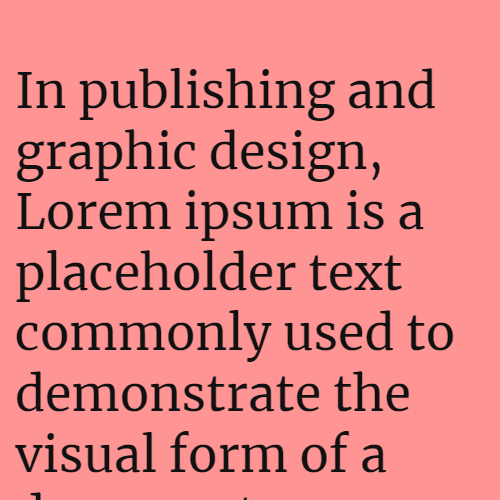 In publishing and
graphic design,
Lorem ipsum is a
placeholder text
commonly used to
demonstrate the
visual form of a